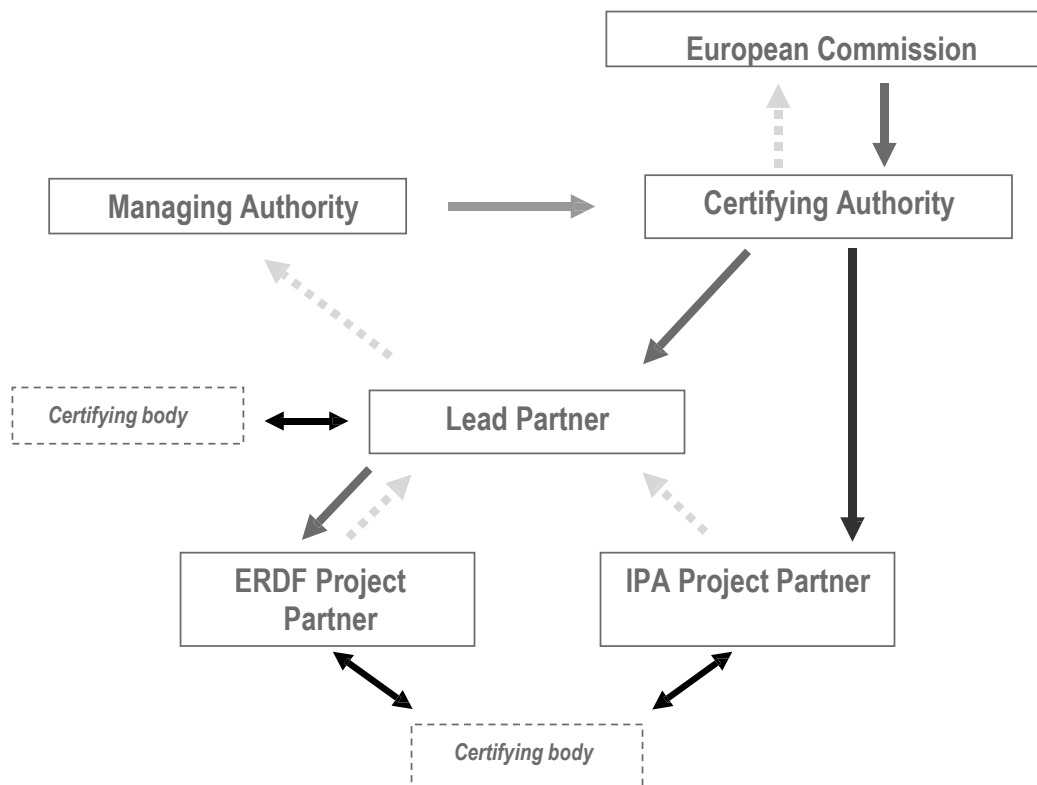 European Commission
Managing Authority
Certifying Authority
Certifying body
Lead Partner
ERDF Project
Partner
IPA Project Partner
Certifying body